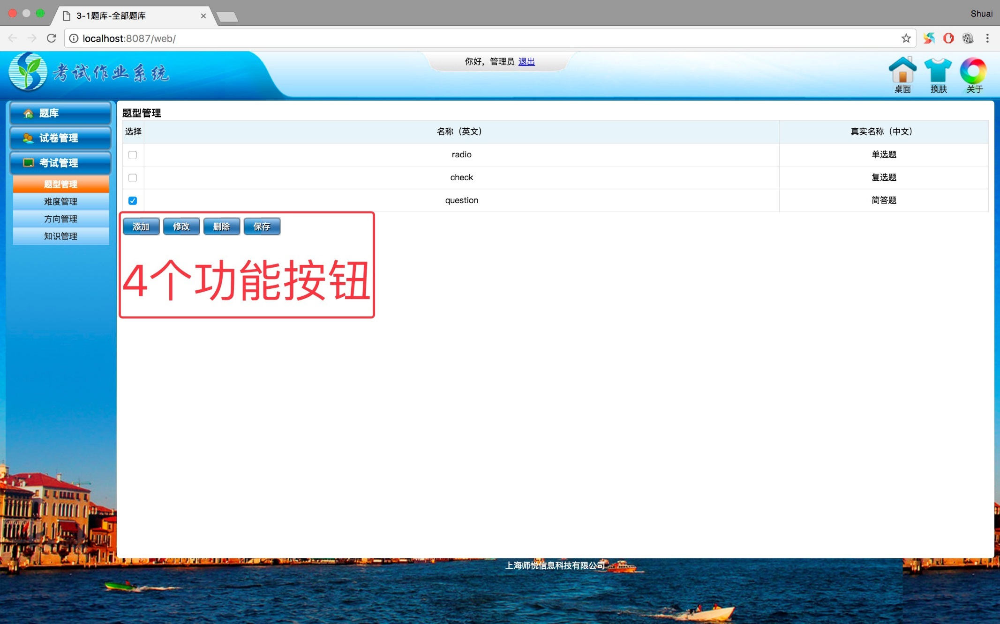 3-1题库-全部题库
Shuai
localhost:8087/web/
考试作业系统
你好，管理员 退出
桌面 换肤 关于
题库
试卷管理
考试管理
题型管理
难度管理
方向管理
知识管理
题型管理
选择 名称（英文） 真实名称（中文）
radio 单选题
check 复选题
question 简答题
添加 修改 删除 保存
4个功能按钮
上海师悦信息科技有限公司